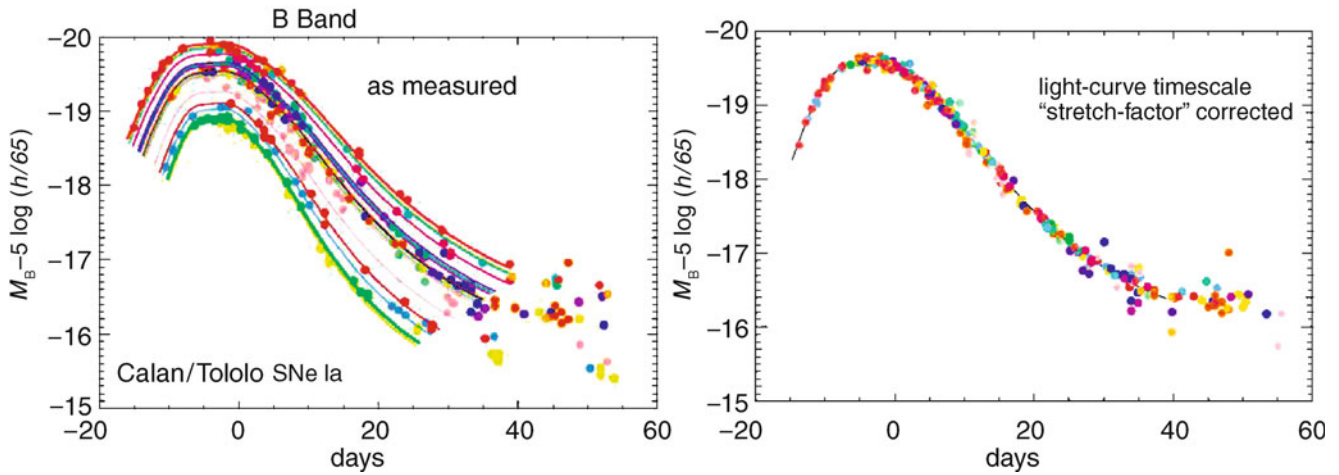 B Band
−20
−19
−18
−17
−16
−15
M_B−5 log (h/65)
as measured
Calan/Tololo SNe Ia
−20 0 20 40 60
days
−20
−19
−18
−17
−16
−15
M_B−5 log (h/65)
light-curve timescale
“stretch-factor” corrected
−20 0 20 40 60
days